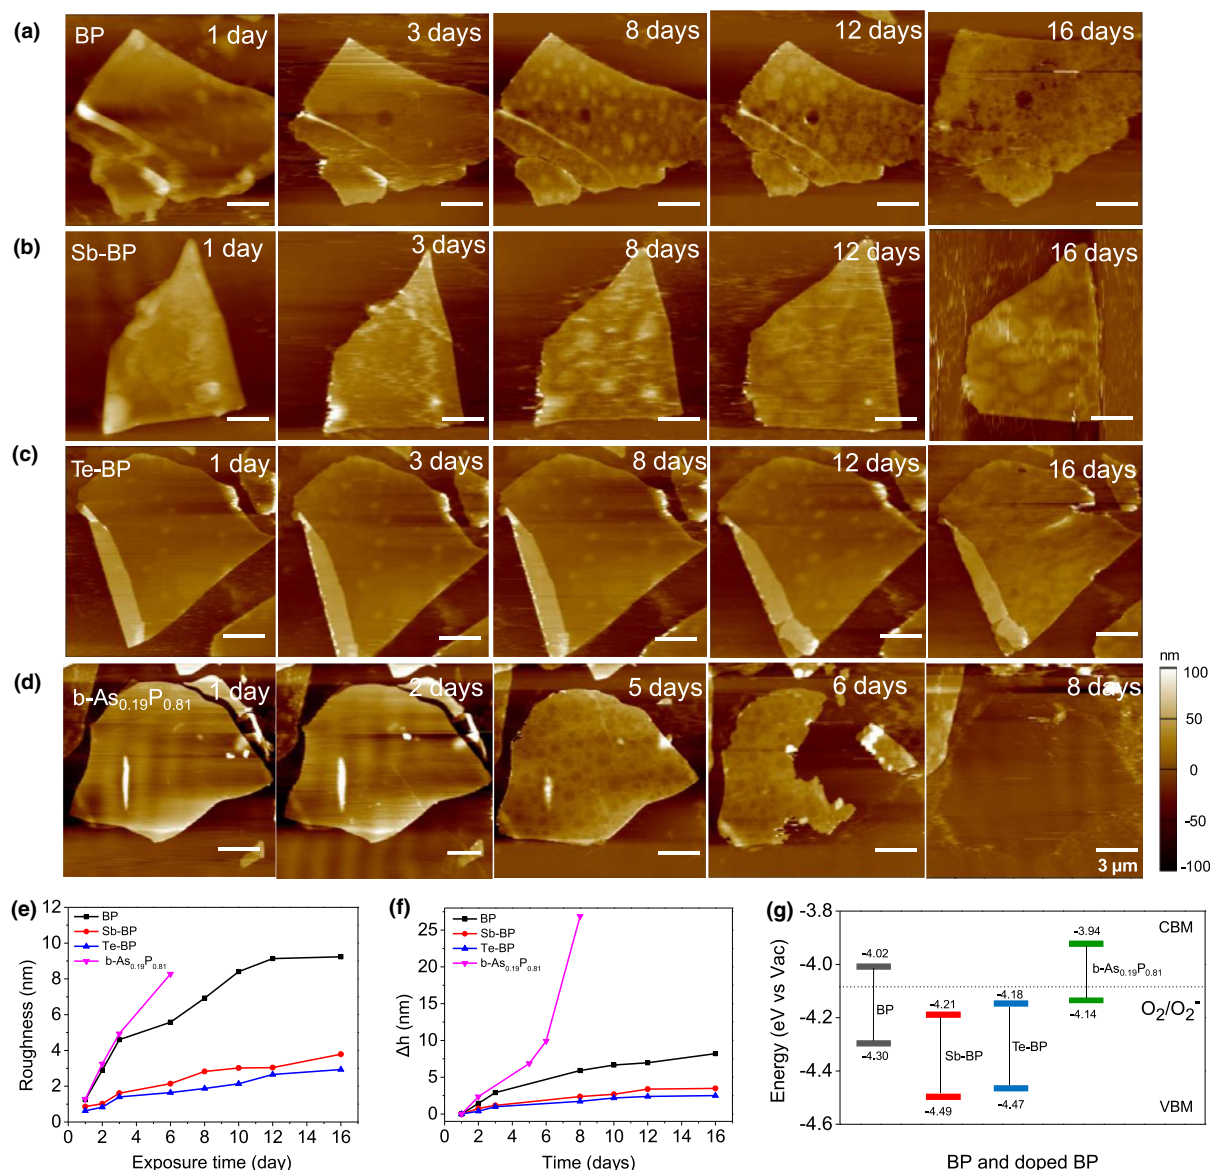 (a)
BP
1 day
3 days
8 days
12 days
16 days
(b)
Sb-BP
1 day
3 days
8 days
12 days
16 days
(c)
Te-BP
1 day
3 days
8 days
12 days
16 days
(d)
b-As0.19P0.81
1 day
2 days
5 days
6 days
8 days
3 μm
nm
100
50
0
-50
-100
(e)
12
10
8
6
4
2
0
Roughness (nm)
BP
Sb-BP
Te-BP
b-As0.19P0.81
0 2 4 6 8 10 12 14 16
Exposure time (day)
(f)
25
20
15
10
5
0
Δh (nm)
BP
Sb-BP
Te-BP
b-As0.19P0.81
0 2 4 6 8 10 12 14 16
Time (days)
(g)
-3.8
-4.0
-4.2
-4.4
-4.6
Energy (eV vs Vac)
CBM
-3.94
-4.02
b-As0.19P0.81
O2/O2-
BP
-4.21
-4.18
-4.14
-4.30
Sb-BP
Te-BP
-4.49
-4.47
VBM
BP and doped BP